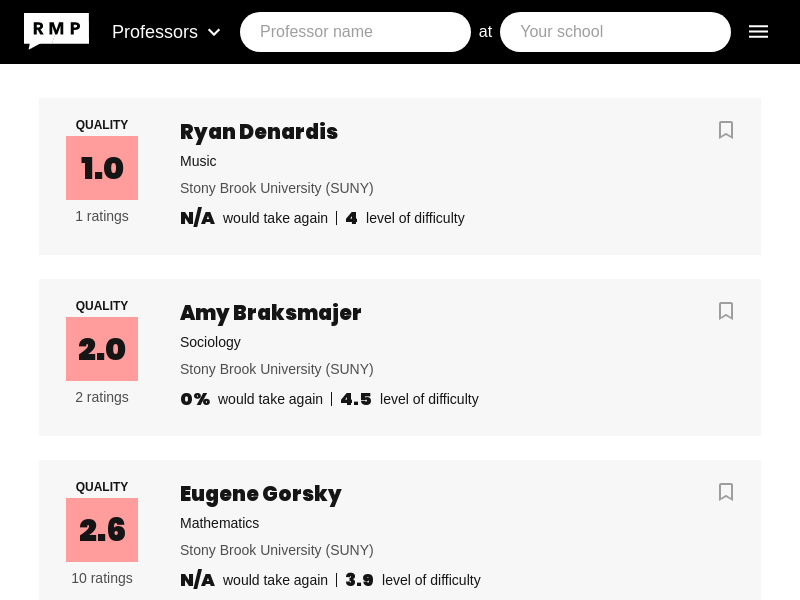 RMP Professors Professor name at Your school
QUALITY
1.0
1 ratings
Ryan Denardis
Music
Stony Brook University (SUNY)
N/A would take again | 4 level of difficulty
QUALITY
2.0
2 ratings
Amy Braksmajer
Sociology
Stony Brook University (SUNY)
0% would take again | 4.5 level of difficulty
QUALITY
2.6
10 ratings
Eugene Gorsky
Mathematics
Stony Brook University (SUNY)
N/A would take again | 3.9 level of difficulty